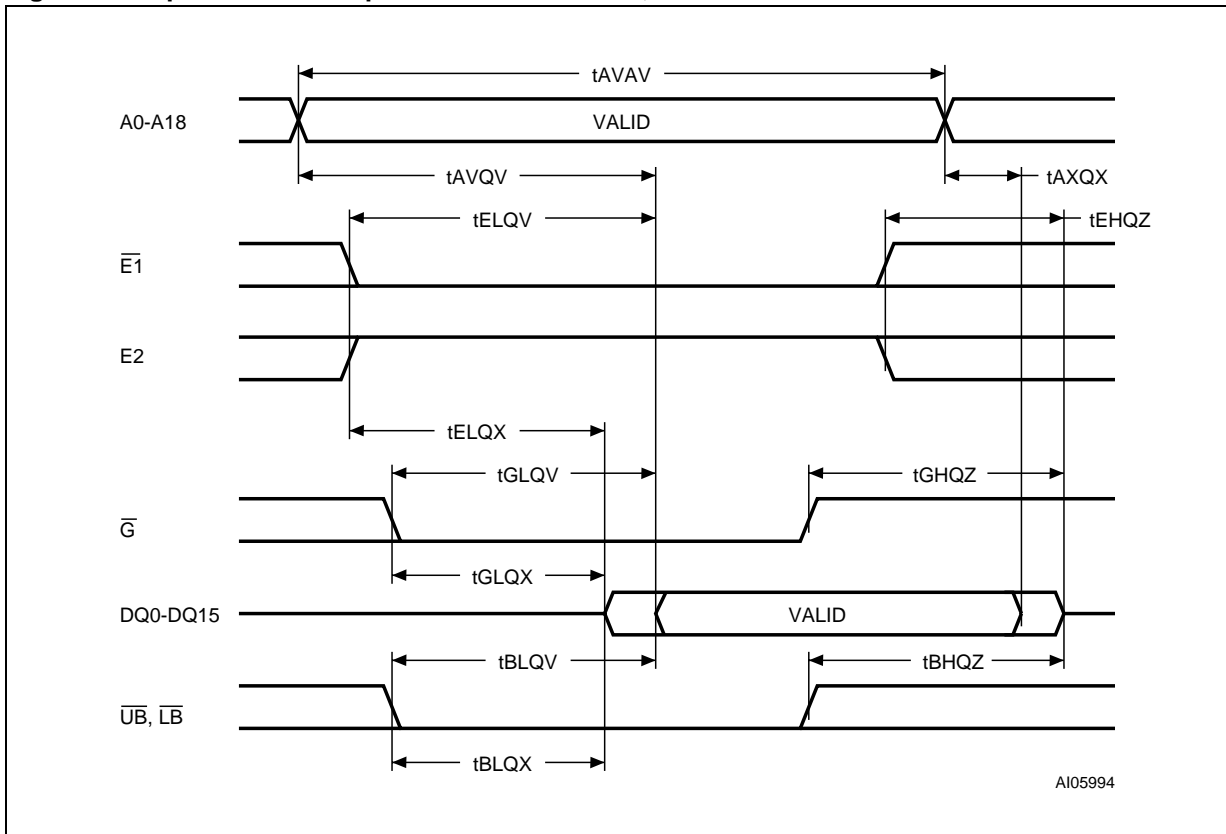 tAVAV
A0-A18
VALID
tAVQV
tAXQX
tELQV
tEHQZ
E1
E2
tELQX
tGLQV
tGHQZ
G
tGLQX
DQ0-DQ15
VALID
tBLQV
tBHQZ
UB, LB
tBLQX
AI05994